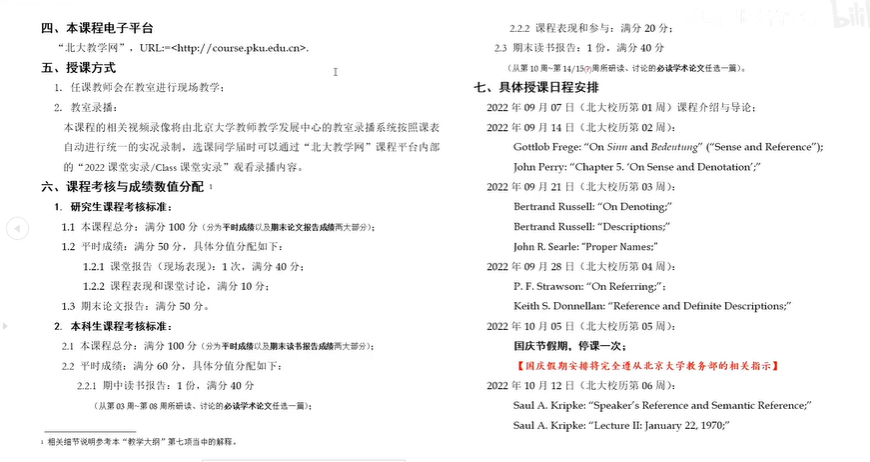 四、本课程电子平台
“北大教学网”，URL:=<http://course.pku.edu.cn>.
五、授课方式
1. 任课教师会在教室进行现场教学；
2. 教室录播：
本课程的相关视频录像将由北京大学教师教学发展中心的教室录播系统按照课表
自动进行统一的实况录制，选课同学届时可以通过“北大教学网”课程平台内部
的“2022 课堂实录/Class 课堂实录”观看录播内容。
六、课程考核与成绩数值分配 1
1. 研究生课程考核标准：
1.1 本课程总分：满分 100 分（分为平时成绩以及期末论文报告成绩两大部分）；
1.2 平时成绩：满分 50 分，具体分值分配如下：
1.2.1 课堂报告（现场表现）：1 次，满分 40 分；
1.2.2 课程表现和课堂讨论，满分 10 分；
1.3 期末论文报告：满分 50 分。
2. 本科生课程考核标准：
2.1 本课程总分：满分 100 分（分为平时成绩以及期末读书报告成绩两大部分）；
2.2 平时成绩：满分 60 分，具体分值分配如下：
2.2.1 期中读书报告：1 份，满分 40 分
（从第 03 周~第 08 周所研读、讨论的必读学术论文任选一篇）；
1 相关细节说明参考本“教学大纲”第七项当中的解释。
2.2.2 课程表现和参与：满分 20 分；
2.3 期末读书报告：1 份，满分 40 分
（从第 10 周~第 14/15(?)周所研读、讨论的必读学术论文任选一篇）。
七、具体授课日程安排
2022 年 09 月 07 日（北大校历第 01 周）课程介绍与导论；
2022 年 09 月 14 日（北大校历第 02 周）：
Gottlob Frege: “On Sinn and Bedeutung” (“Sense and Reference”);
John Perry: “Chapter 5. ‘On Sense and Denotation’;”
2022 年 09 月 21 日（北大校历第 03 周）：
Bertrand Russell: “On Denoting;”
Bertrand Russell: “Descriptions;”
John R. Searle: “Proper Names;”
2022 年 09 月 28 日（北大校历第 04 周）：
P. F. Strawson: “On Referring;”；
Keith S. Donnellan: “Reference and Definite Descriptions;”
2022 年 10 月 05 日（北大校历第 05 周）：
国庆节假期，停课一次；
【国庆假期安排将完全遵从北京大学教务部的相关指示】
2022 年 10 月 12 日（北大校历第 06 周）：
Saul A. Kripke: “Speaker’s Reference and Semantic Reference;”
Saul A. Kripke: “Lecture II: January 22, 1970;”
bilibili